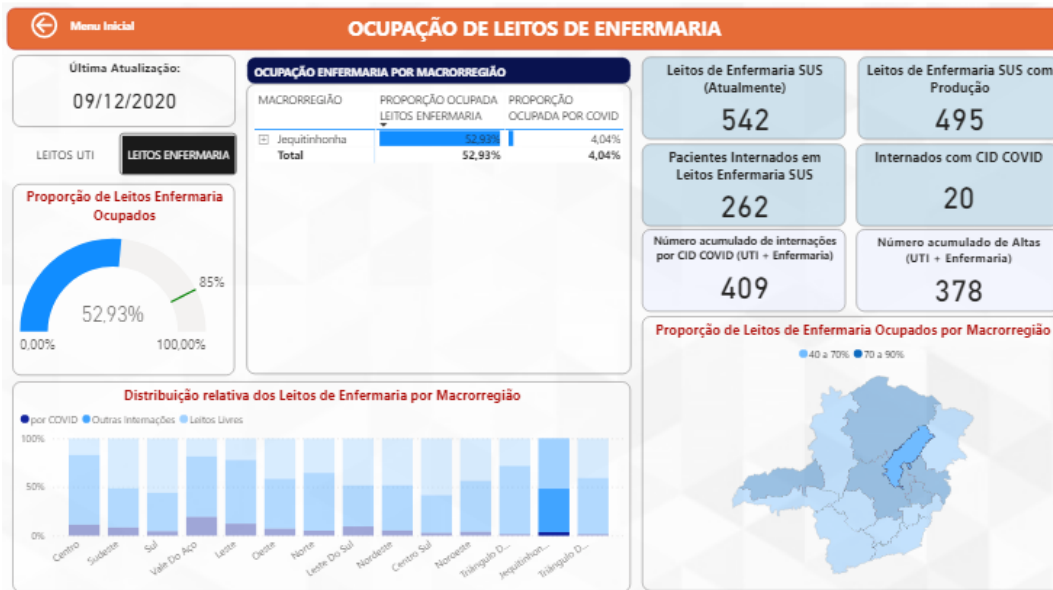 Menu Inicial
OCUPAÇÃO DE LEITOS DE ENFERMARIA
Última Atualização:
09/12/2020
LEITOS UTI
LEITOS ENFERMARIA
Proporção de Leitos Enfermaria
Ocupados
85%
52,93%
0,00%
100,00%
OCUPAÇÃO ENFERMARIA POR MACRORREGIÃO
MACRORREGIÃO PROPORÇÃO OCUPADA PROPORÇÃO
LEITOS ENFERMARIA OCUPADA POR COVID
Jequitinhonha 52,93% 4,04%
Total 52,93% 4,04%
Leitos de Enfermaria SUS
(Atualmente)
542
Leitos de Enfermaria SUS com
Produção
495
Pacientes Internados em
Leitos Enfermaria SUS
262
Internados com CID COVID
20
Número acumulado de internações
por CID COVID (UTI + Enfermaria)
409
Número acumulado de Altas
(UTI + Enfermaria)
378
Distribuição relativa dos Leitos de Enfermaria por Macrorregião
por COVID Outras Internações Leitos Livres
100%
50%
0%
Centro
Sudeste
Sul
Vale Do Aço
Leste
Oeste
Norte
Leste Do Sul
Nordeste
Centro Sul
Noroeste
Triângulo D...
Jequitinhon...
Triângulo D...
Proporção de Leitos de Enfermaria Ocupados por Macrorregião
40 a 70% 70 a 90%